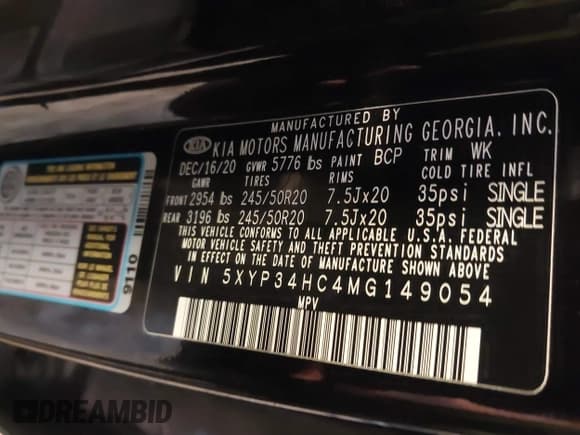 MANUFACTURED BY
KIA KIA MOTORS MANUFACTURING GEORGIA, INC.
DEC/16/20 GVWR 5776 lbs PAINT BCP TRIM WK
GAWR TIRES RIMS COLD TIRE INFL
FRONT 2954 lbs 245/50R20 7.5Jx20 35psi SINGLE
REAR 3196 lbs 245/50R20 7.5Jx20 35psi SINGLE
THIS VEHICLE CONFORMS TO ALL APPLICABLE U.S.A. FEDERAL
MOTOR VEHICLE SAFETY AND THEFT PREVENTION STANDARDS
IN EFFECT ON THE DATE OF MANUFACTURE SHOWN ABOVE
VIN 5XYP34HC4MG149054
MPV
9110
DREAMBID